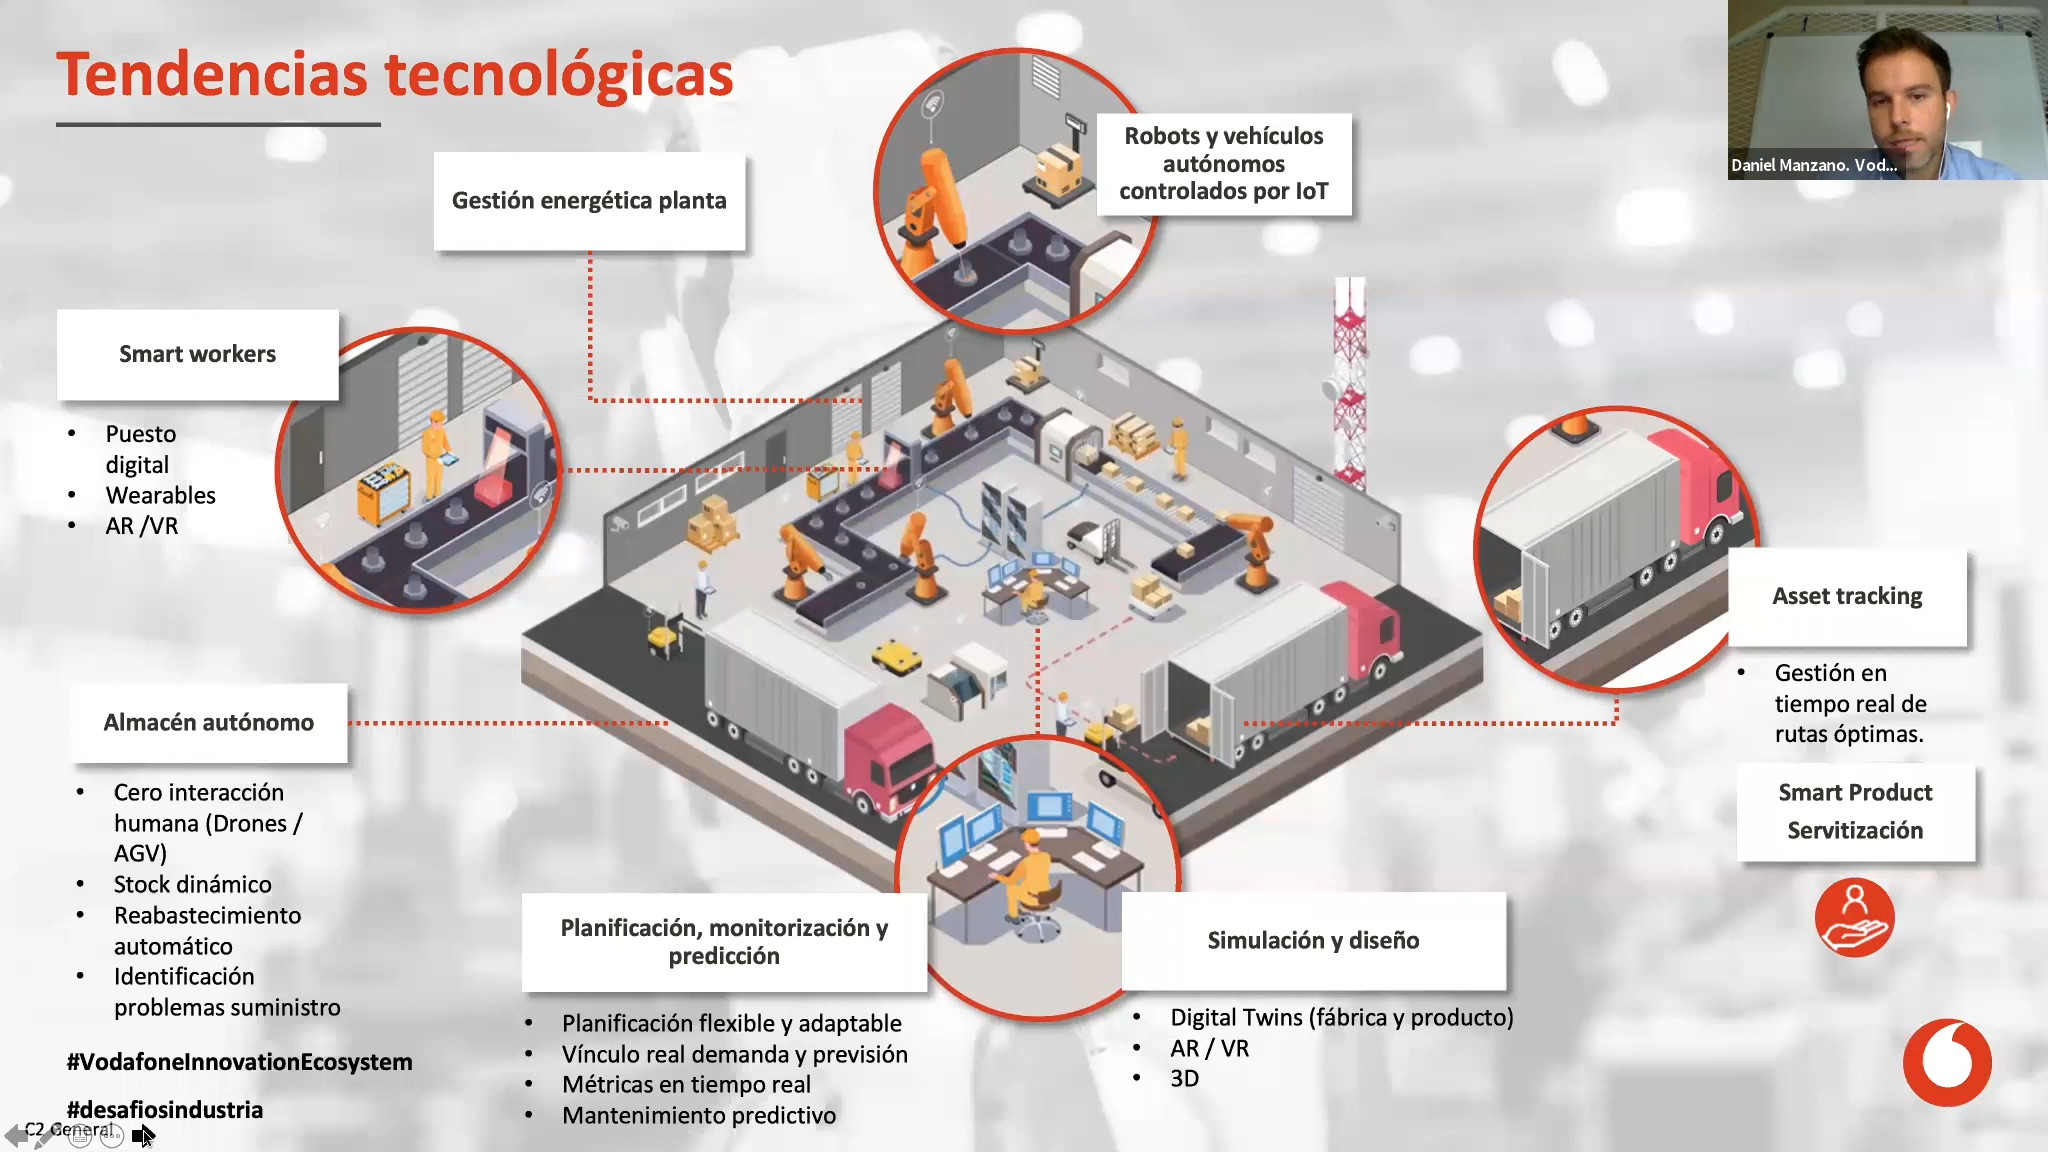 Tendencias tecnológicas
Daniel Manzano. Vod...
Robots y vehículos
autónomos
controlados por IoT
Gestión energética planta
Smart workers
• Puesto
digital
• Wearables
• AR /VR
Asset tracking
• Gestión en
tiempo real de
rutas óptimas.
Almacén autónomo
• Cero interacción
humana (Drones /
AGV)
• Stock dinámico
• Reabastecimiento
automático
• Identificación
problemas suministro
Smart Product
Servitización
Planificación, monitorización y
predicción
• Planificación flexible y adaptable
• Vínculo real demanda y previsión
• Métricas en tiempo real
• Mantenimiento predictivo
Simulación y diseño
• Digital Twins (fábrica y producto)
• AR / VR
• 3D
#VodafoneInnovationEcosystem
#desafiosindustria
C2 General